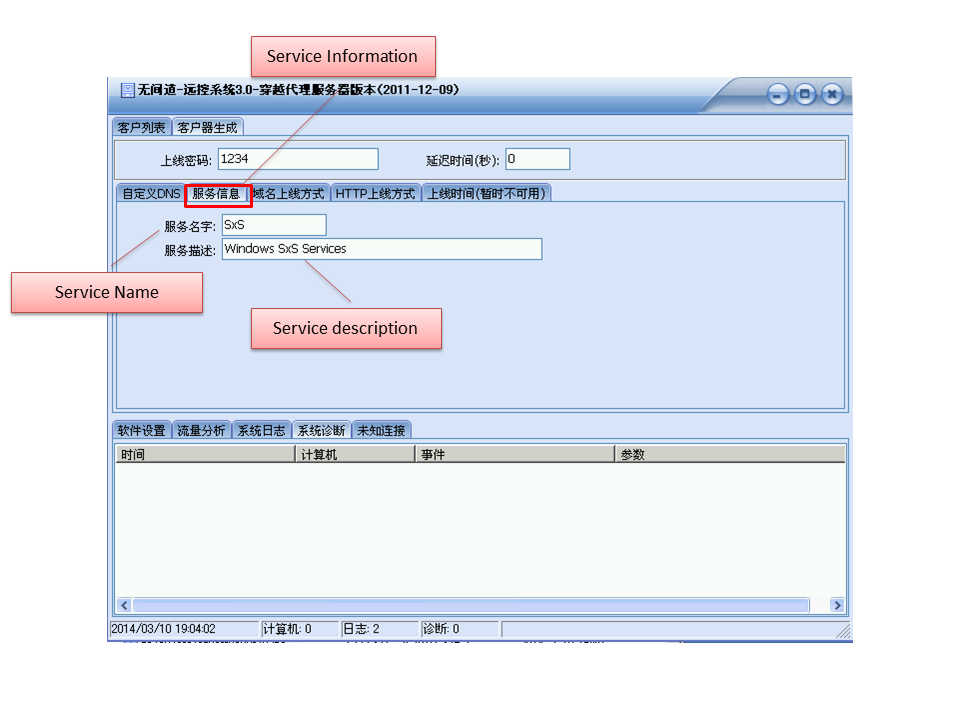 Service Information
无间道-远控系统3.0-穿越代理服务器版本(2011-12-09)
客户列表 客户器生成
上线密码: 1234 延迟时间(秒): 0
自定义DNS 服务信息 域名上线方式 HTTP上线方式 上线时间(暂时不可用)
服务名字: SxS
服务描述: Windows SxS Services
Service Name
Service description
软件设置 流量分析 系统日志 系统诊断 未知连接
时间 计算机 事件 参数
2014/03/10 19:04:02 计算机: 0 日志: 2 诊断: 0